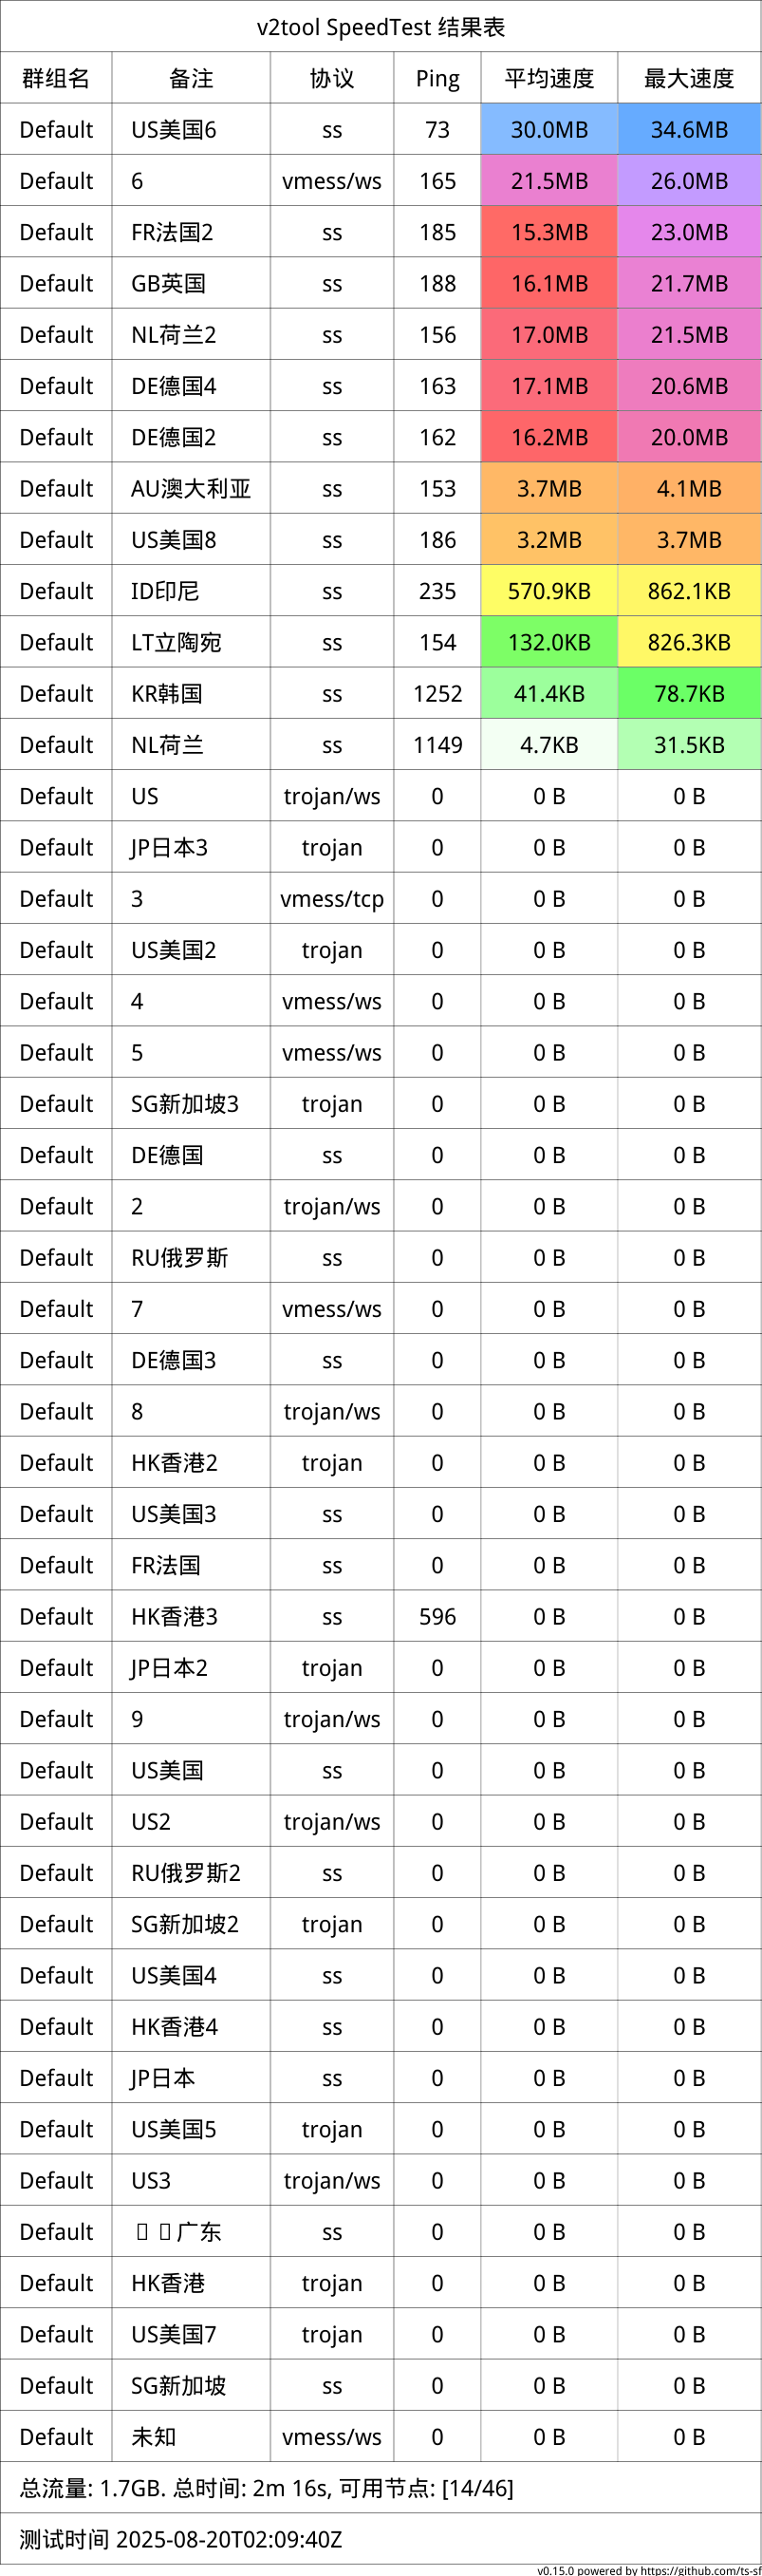 v2tool SpeedTest 结果表
群组名 备注 协议 Ping 平均速度 最大速度
Default US美国6 ss 73 30.0MB 34.6MB
Default 6 vmess/ws 165 21.5MB 26.0MB
Default FR法国2 ss 185 15.3MB 23.0MB
Default GB英国 ss 188 16.1MB 21.7MB
Default NL荷兰2 ss 156 17.0MB 21.5MB
Default DE德国4 ss 163 17.1MB 20.6MB
Default DE德国2 ss 162 16.2MB 20.0MB
Default AU澳大利亚 ss 153 3.7MB 4.1MB
Default US美国8 ss 186 3.2MB 3.7MB
Default ID印尼 ss 235 570.9KB 862.1KB
Default LT立陶宛 ss 154 132.0KB 826.3KB
Default KR韩国 ss 1252 41.4KB 78.7KB
Default NL荷兰 ss 1149 4.7KB 31.5KB
Default US trojan/ws 0 0 B 0 B
Default JP日本3 trojan 0 0 B 0 B
Default 3 vmess/tcp 0 0 B 0 B
Default US美国2 trojan 0 0 B 0 B
Default 4 vmess/ws 0 0 B 0 B
Default 5 vmess/ws 0 0 B 0 B
Default SG新加坡3 trojan 0 0 B 0 B
Default DE德国 ss 0 0 B 0 B
Default 2 trojan/ws 0 0 B 0 B
Default RU俄罗斯 ss 0 0 B 0 B
Default 7 vmess/ws 0 0 B 0 B
Default DE德国3 ss 0 0 B 0 B
Default 8 trojan/ws 0 0 B 0 B
Default HK香港2 trojan 0 0 B 0 B
Default US美国3 ss 0 0 B 0 B
Default FR法国 ss 0 0 B 0 B
Default HK香港3 ss 596 0 B 0 B
Default JP日本2 trojan 0 0 B 0 B
Default 9 trojan/ws 0 0 B 0 B
Default US美国 ss 0 0 B 0 B
Default US2 trojan/ws 0 0 B 0 B
Default RU俄罗斯2 ss 0 0 B 0 B
Default SG新加坡2 trojan 0 0 B 0 B
Default US美国4 ss 0 0 B 0 B
Default HK香港4 ss 0 0 B 0 B
Default JP日本 ss 0 0 B 0 B
Default US美国5 trojan 0 0 B 0 B
Default US3 trojan/ws 0 0 B 0 B
Default 广东 ss 0 0 B 0 B
Default HK香港 trojan 0 0 B 0 B
Default US美国7 trojan 0 0 B 0 B
Default SG新加坡 ss 0 0 B 0 B
Default 未知 vmess/ws 0 0 B 0 B
总流量: 1.7GB. 总时间: 2m 16s, 可用节点: [14/46]
测试时间 2025-08-20T02:09:40Z
v0.15.0 powered by https://github.com/ts-sf